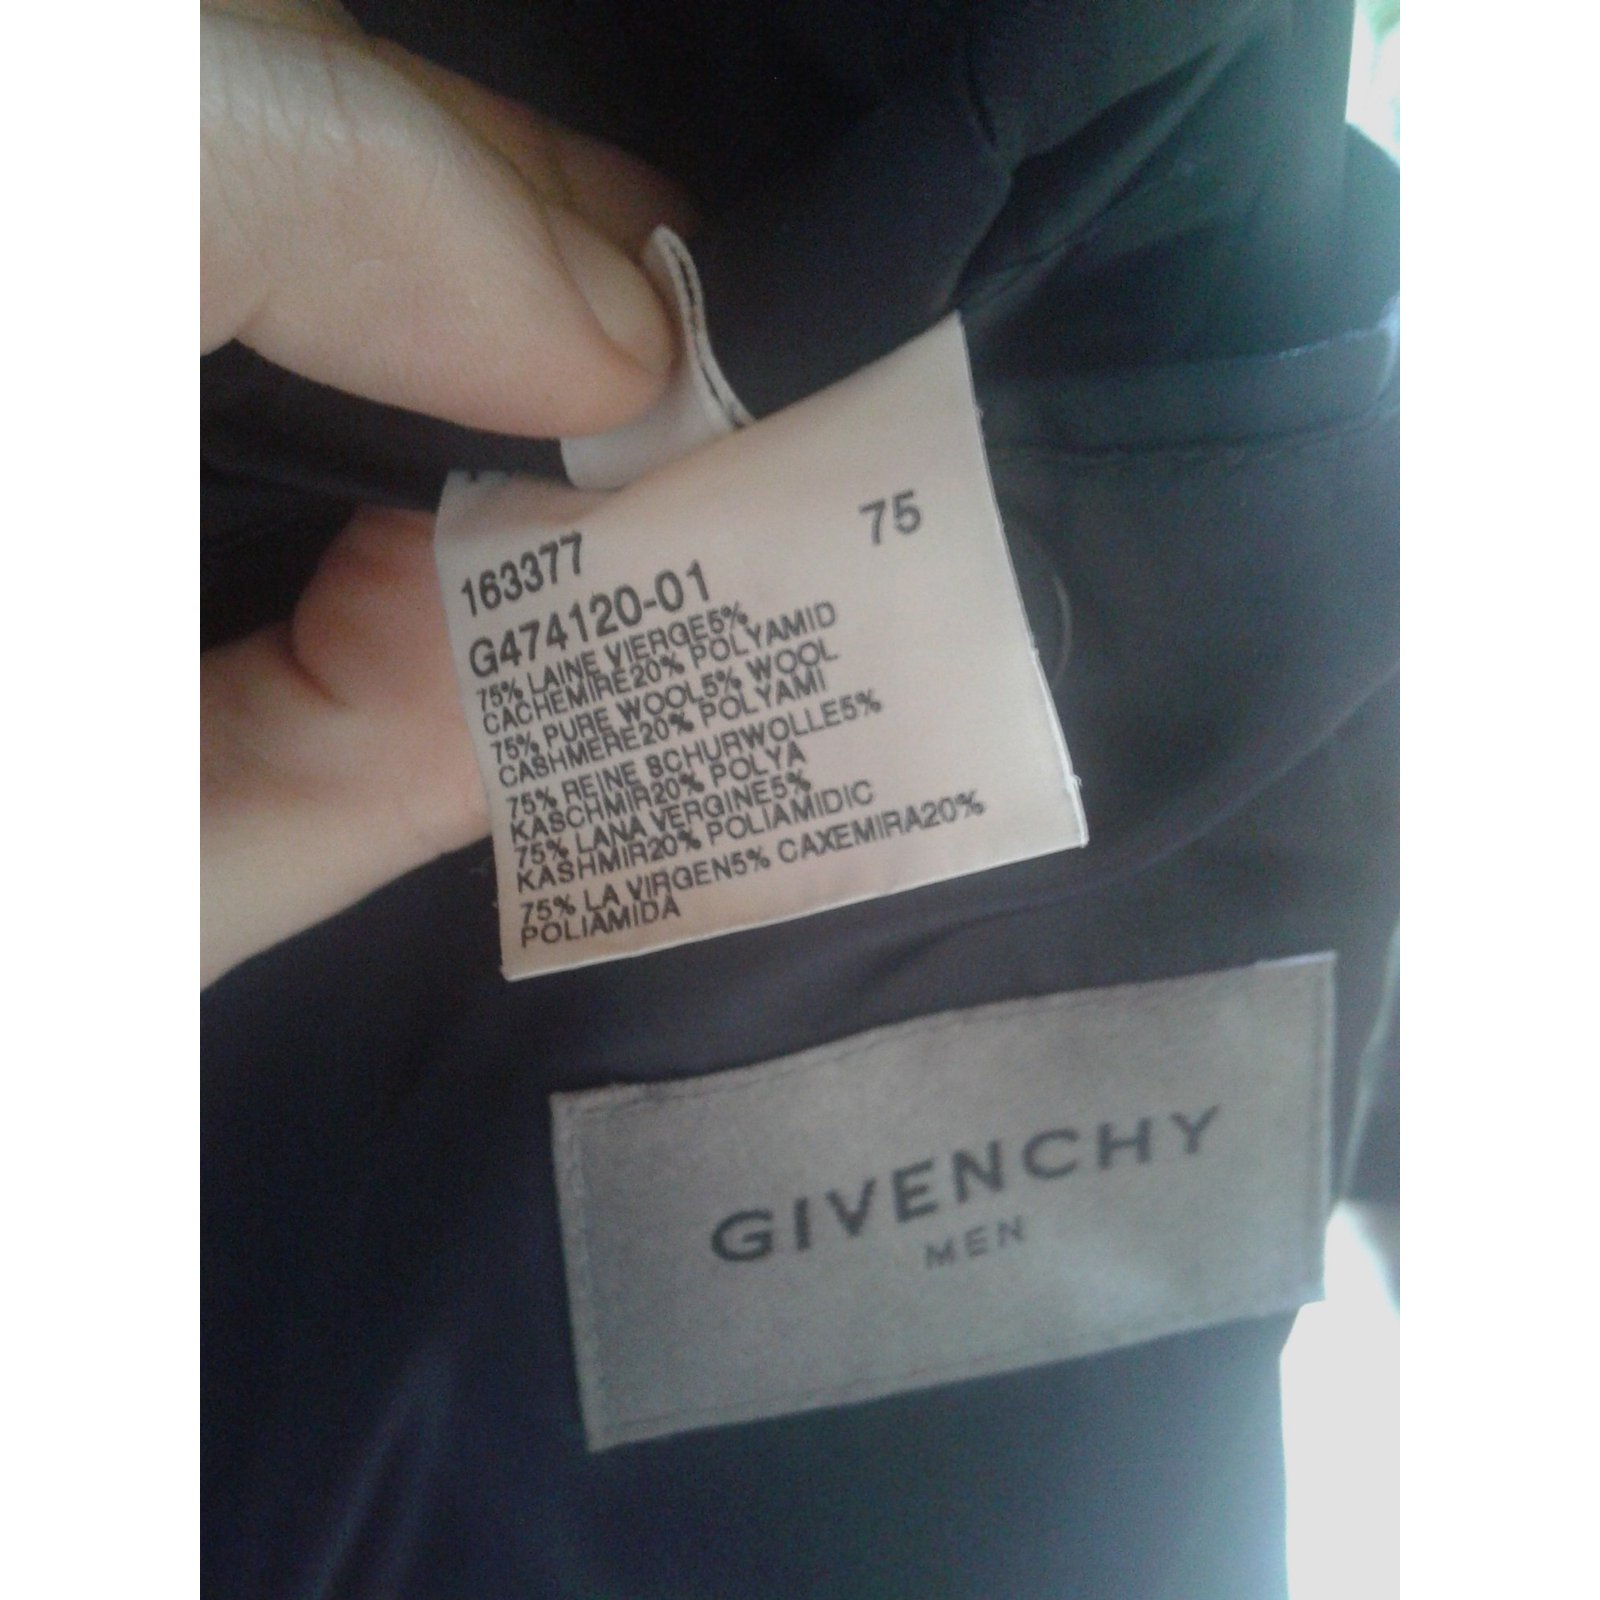 163377
75
G474120-01
75% LAINE VIERGE5%
CACHEMIRE20% POLYAMID
75% PURE WOOL5% WOOL
CASHMERE20% POLYAMI
75% REINE SCHURWOLLE5%
KASCHMIR20% POLYA
75% LANA VERGINE5%
KASHMIR20% POLIAMIDIC
75% LA VIRGEN5% CAXEMIRA20%
POLIAMIDA
GIVENCHY
MEN